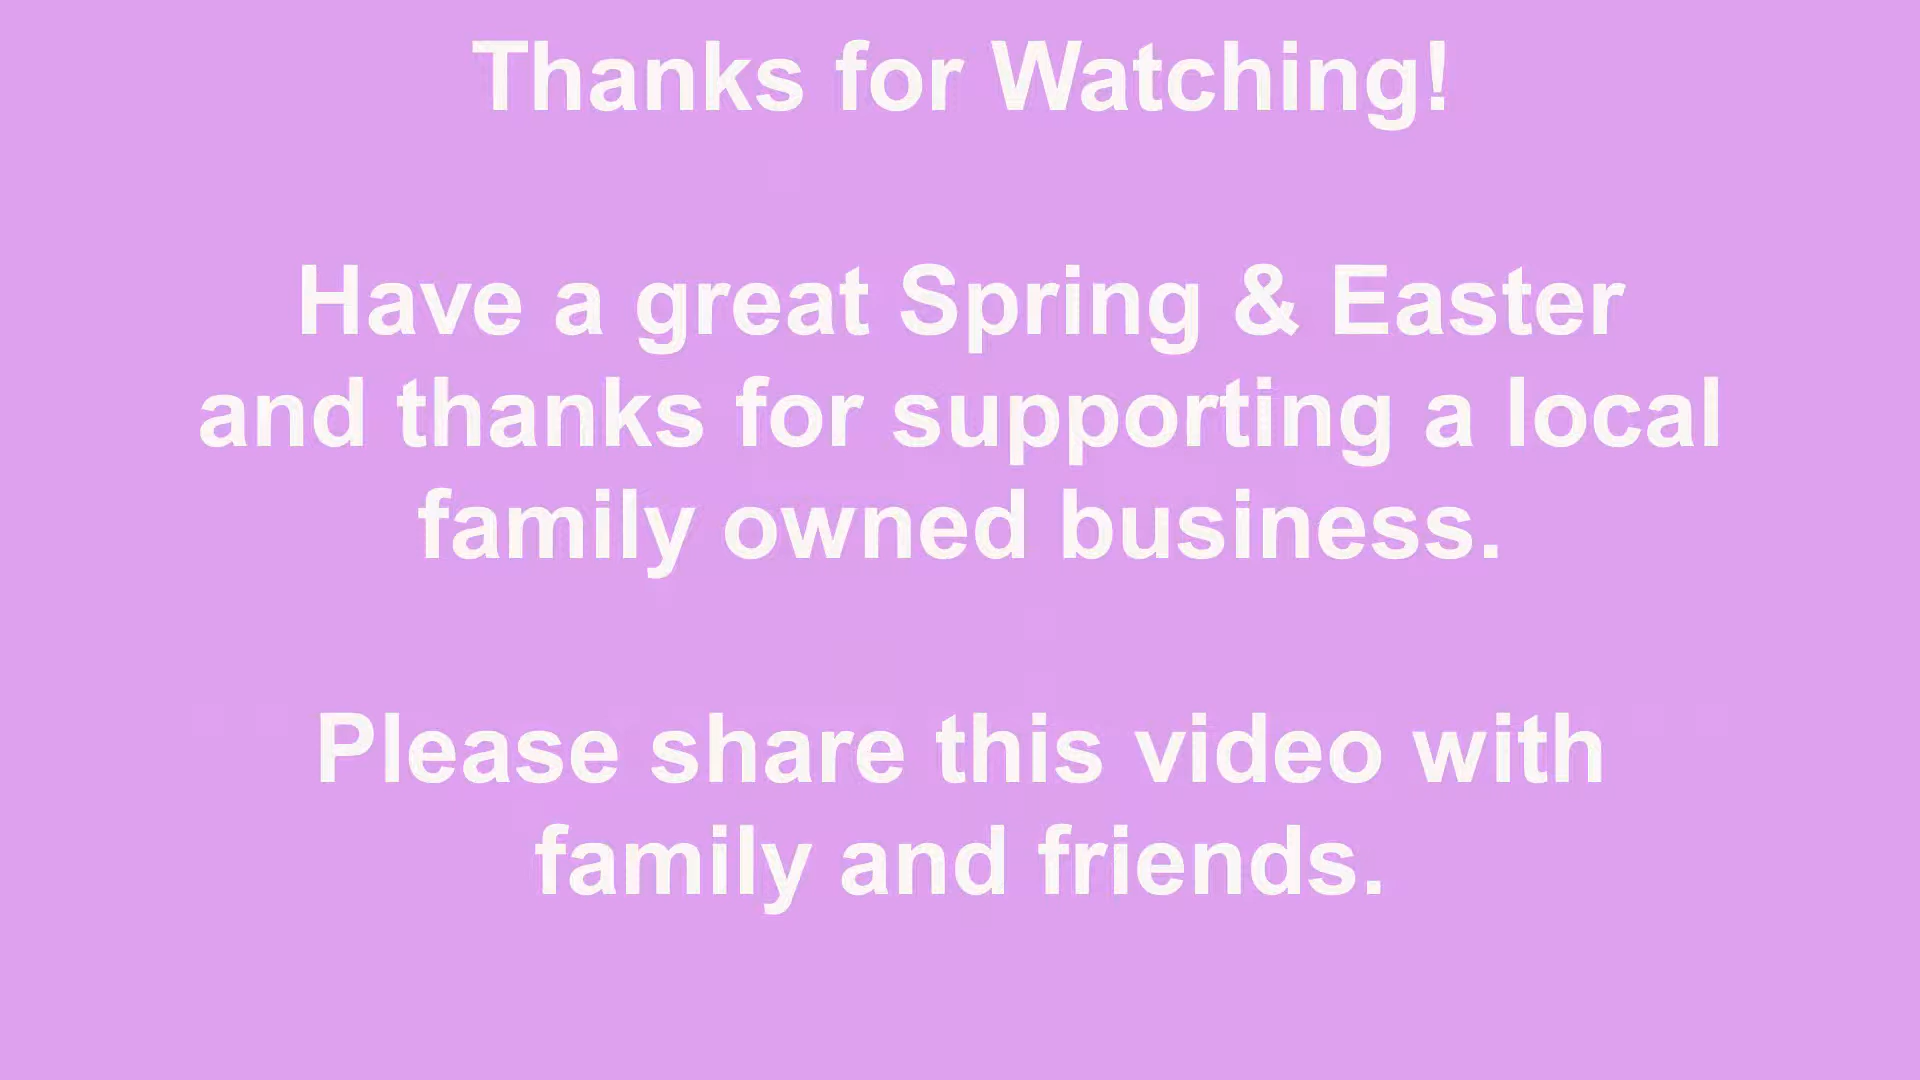 Thanks for Watching!
Have a great Spring & Easter
and thanks for supporting a local
family owned business.
Please share this video with
family and friends.